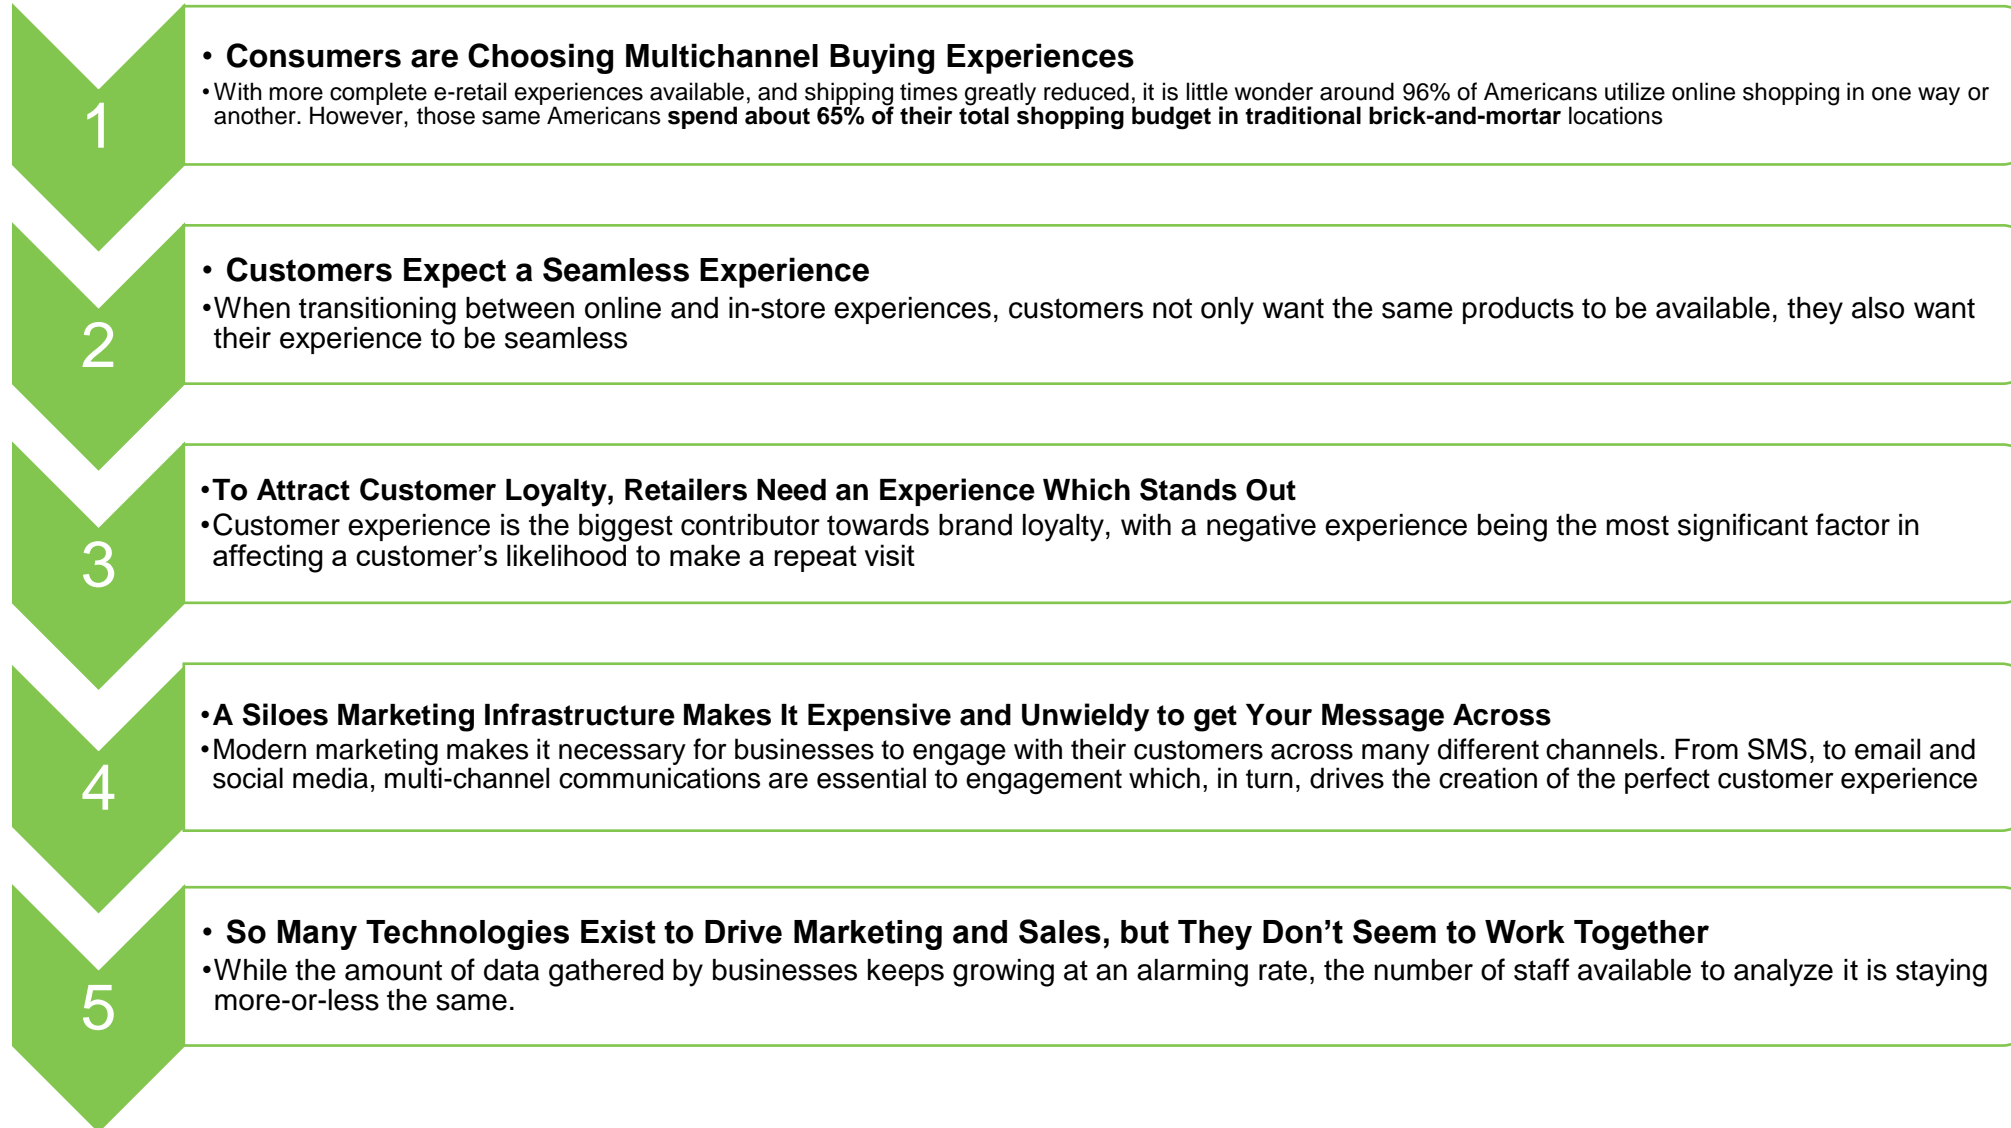 1
• Consumers are Choosing Multichannel Buying Experiences
•With more complete e-retail experiences available, and shipping times greatly reduced, it is little wonder around 96% of Americans utilize online shopping in one way or
another. However, those same Americans spend about 65% of their total shopping budget in traditional brick-and-mortar locations
2
• Customers Expect a Seamless Experience
•When transitioning between online and in-store experiences, customers not only want the same products to be available, they also want
their experience to be seamless
3
•To Attract Customer Loyalty, Retailers Need an Experience Which Stands Out
•Customer experience is the biggest contributor towards brand loyalty, with a negative experience being the most significant factor in
affecting a customer’s likelihood to make a repeat visit
4
•A Siloes Marketing Infrastructure Makes It Expensive and Unwieldy to get Your Message Across
•Modern marketing makes it necessary for businesses to engage with their customers across many different channels. From SMS, to email and
social media, multi-channel communications are essential to engagement which, in turn, drives the creation of the perfect customer experience
5
• So Many Technologies Exist to Drive Marketing and Sales, but They Don’t Seem to Work Together
•While the amount of data gathered by businesses keeps growing at an alarming rate, the number of staff available to analyze it is staying
more-or-less the same.